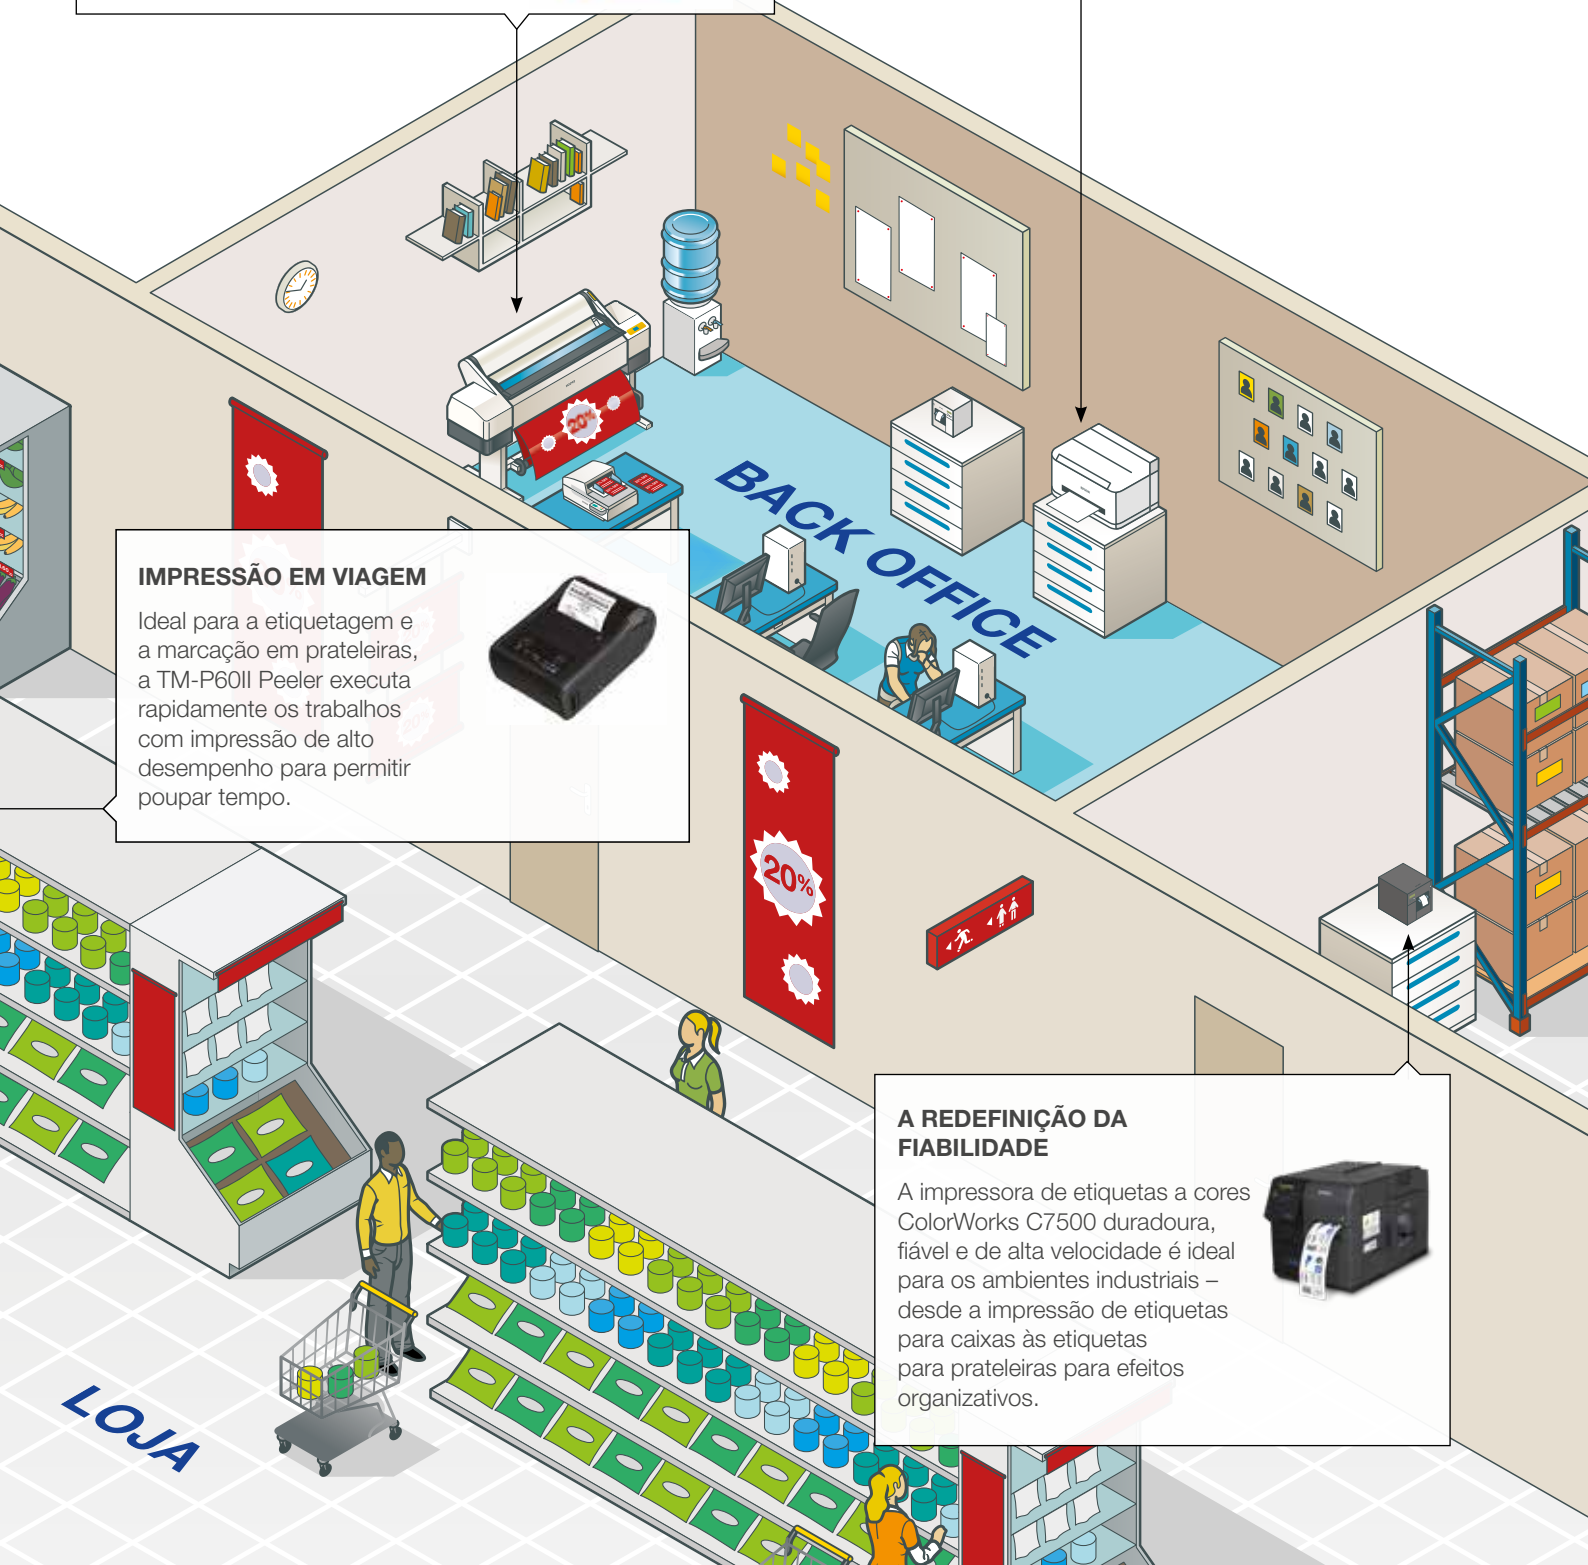 BACK OFFICE
20%
IMPRESSÃO EM VIAGEM
Ideal para a etiquetagem e
a marcação em prateleiras,
a TM-P60II Peeler executa
rapidamente os trabalhos
com impressão de alto
desempenho para permitir
poupar tempo.
20%
A REDEFINIÇÃO DA
FIABILIDADE
A impressora de etiquetas a cores
ColorWorks C7500 duradoura,
fiável e de alta velocidade é ideal
para os ambientes industriais –
desde a impressão de etiquetas
para caixas às etiquetas
para prateleiras para efeitos
organizativos.
LOJA